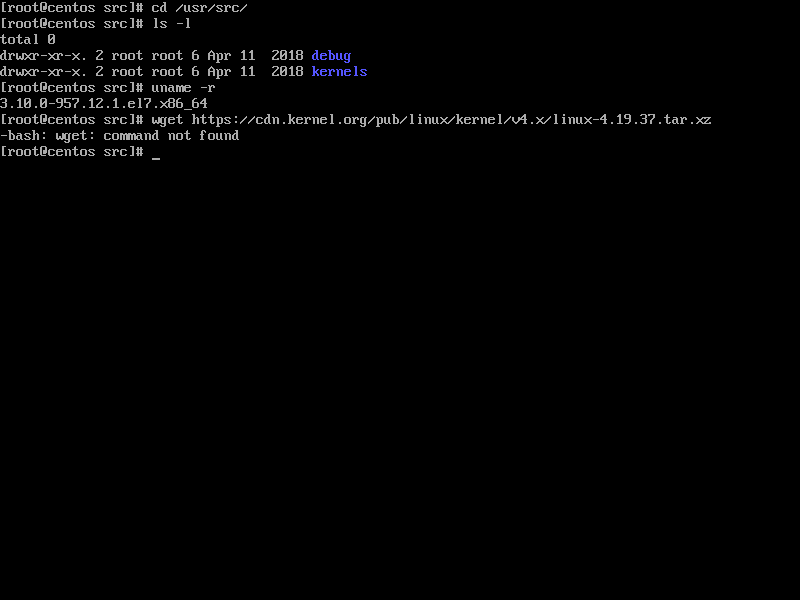 [root@centos src]# cd /usr/src/
[root@centos src]# ls -l
total 0
drwxr-xr-x. 2 root root 6 Apr 11  2018 debug
drwxr-xr-x. 2 root root 6 Apr 11  2018 kernels
[root@centos src]# uname -r
3.10.0-957.12.1.el7.x86_64
[root@centos src]# wget https://cdn.kernel.org/pub/linux/kernel/v4.x/linux-4.19.37.tar.xz
-bash: wget: command not found
[root@centos src]# _